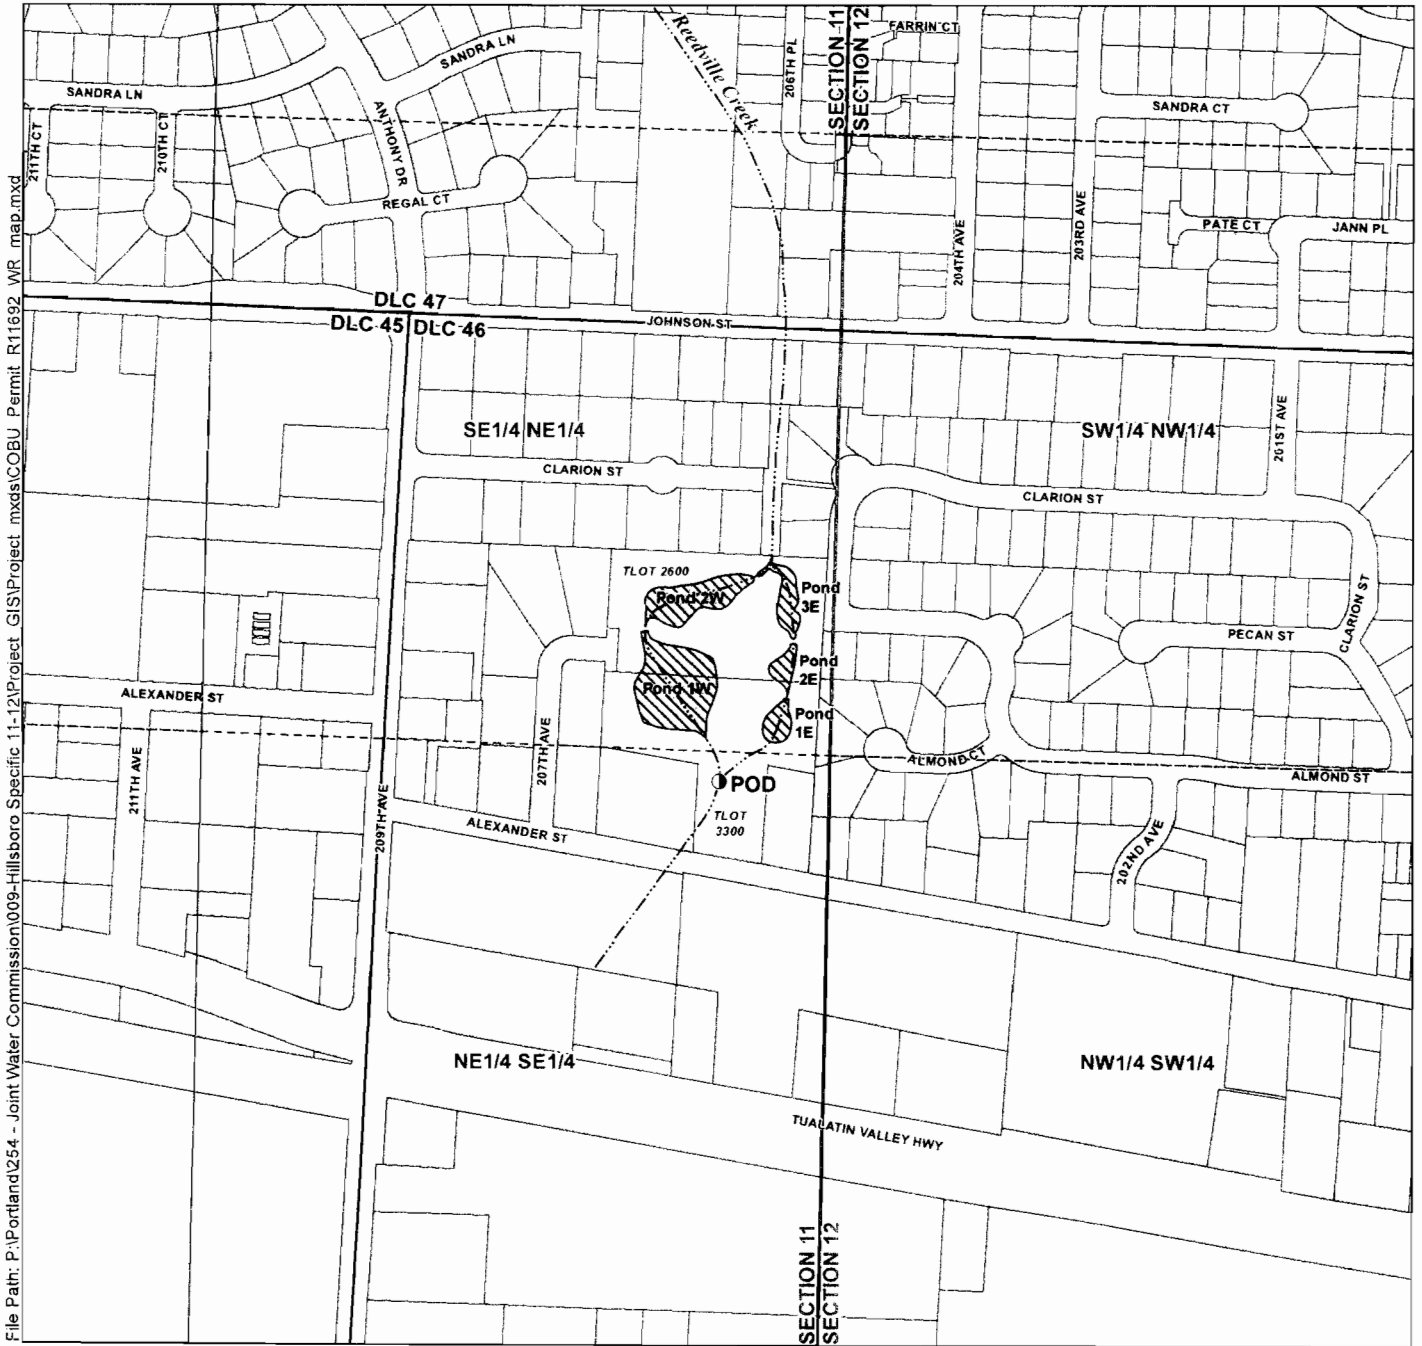 File Path: P:\Portland\254 - Joint Water Commission\009-Hillsboro Specific 11-12\Project_GIS\Project_mxds\COBU_Permit_R11692_WR_map.mxd
SECTION 11
SECTION 12
FARRIN CT
Reedville Creek
206TH PL
SANDRA LN
SANDRA LN
SANDRA CT
ANTHONY DR
211TH CT
210TH CT
REGAL CT
204TH AVE
203RD AVE
PATE CT
JANN PL
DLC 47
DLC 45
DLC 46
JOHNSON ST
SE1/4 NE1/4
SW1/4 NW1/4
201ST AVE
CLARION ST
CLARION ST
CLARION ST
TLOT 2600
Pond 2W
Pond
3E
PECAN ST
Pond
2E
Pond 1W
Pond
1E
ALEXANDER ST
211TH AVE
207TH AVE
209TH AVE
ALMOND CT
ALMOND ST
POD
TLOT
3300
ALEXANDER ST
202ND AVE
NE1/4 SE1/4
NW1/4 SW1/4
TUALATIN VALLEY HWY
SECTION 11
SECTION 12